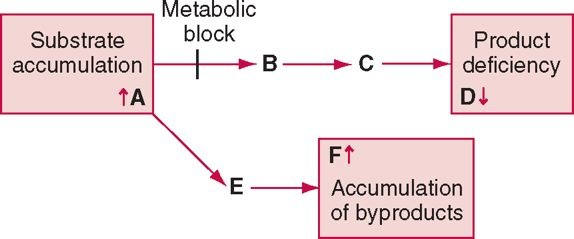 Metabolic
block
Substrate
accumulation
↑A
B
C
Product
deficiency
D↓
E
F↑
Accumulation
of byproducts